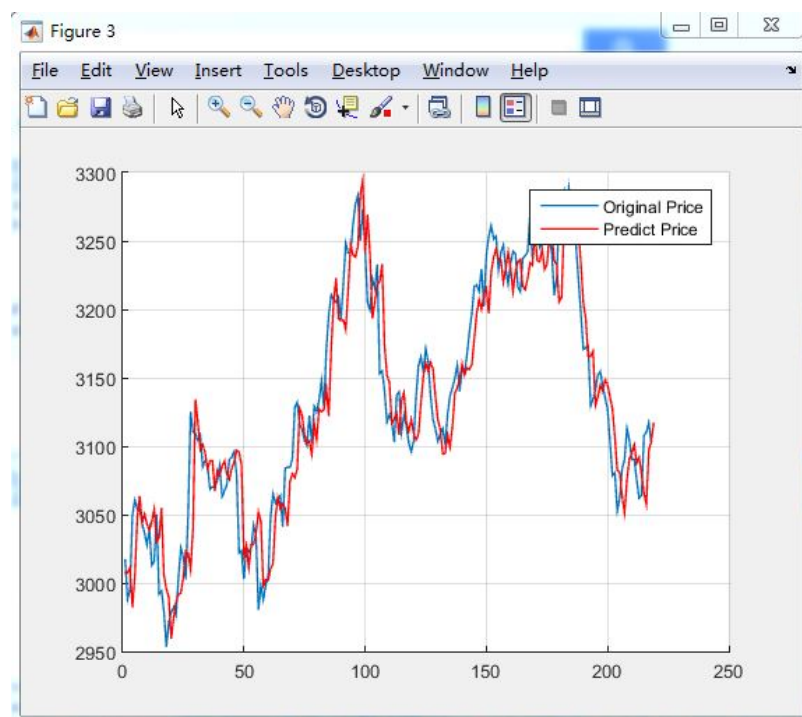 Figure 3
File Edit View Insert Tools Desktop Window Help
3300
Original Price
Predict Price
3250
3200
3150
3100
3050
3000
2950
0 50 100 150 200 250